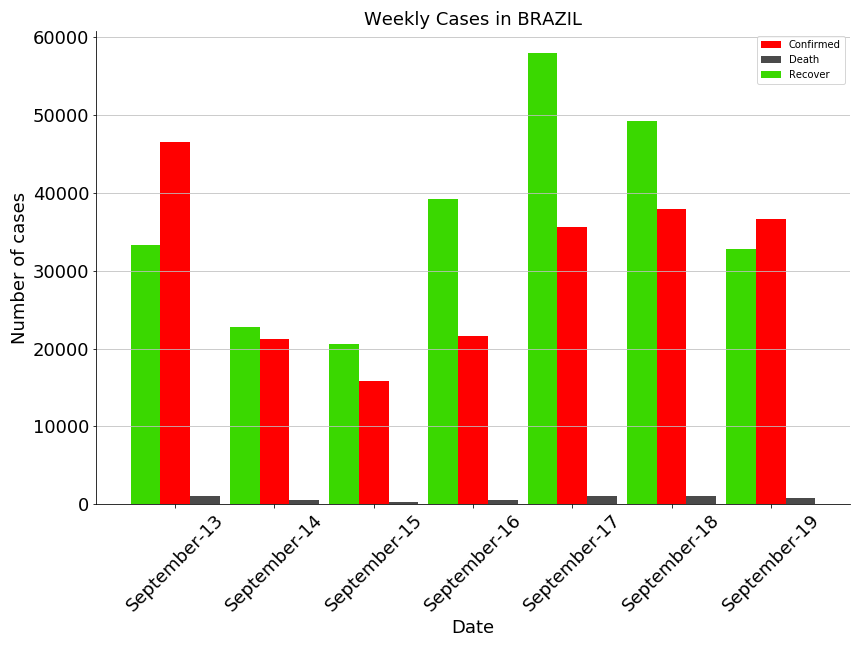 Weekly Cases in BRAZIL
Confirmed
Death
Recover
Number of cases
60000
50000
40000
30000
20000
10000
0
September-13
September-14
September-15
September-16
September-17
September-18
September-19
Date